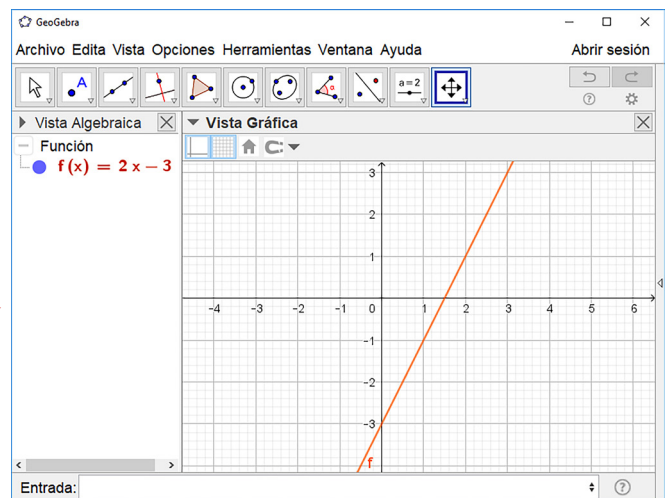 GeoGebra
Archivo Edita Vista Opciones Herramientas Ventana Ayuda Abrir sesión
A α a=2
Vista Algebraica Vista Gráfica
Función
f(x) = 2 x − 3
3
2
1
-4 -3 -2 -1 0 1 2 3 4 5 6
-1
-2
-3
f
Entrada: